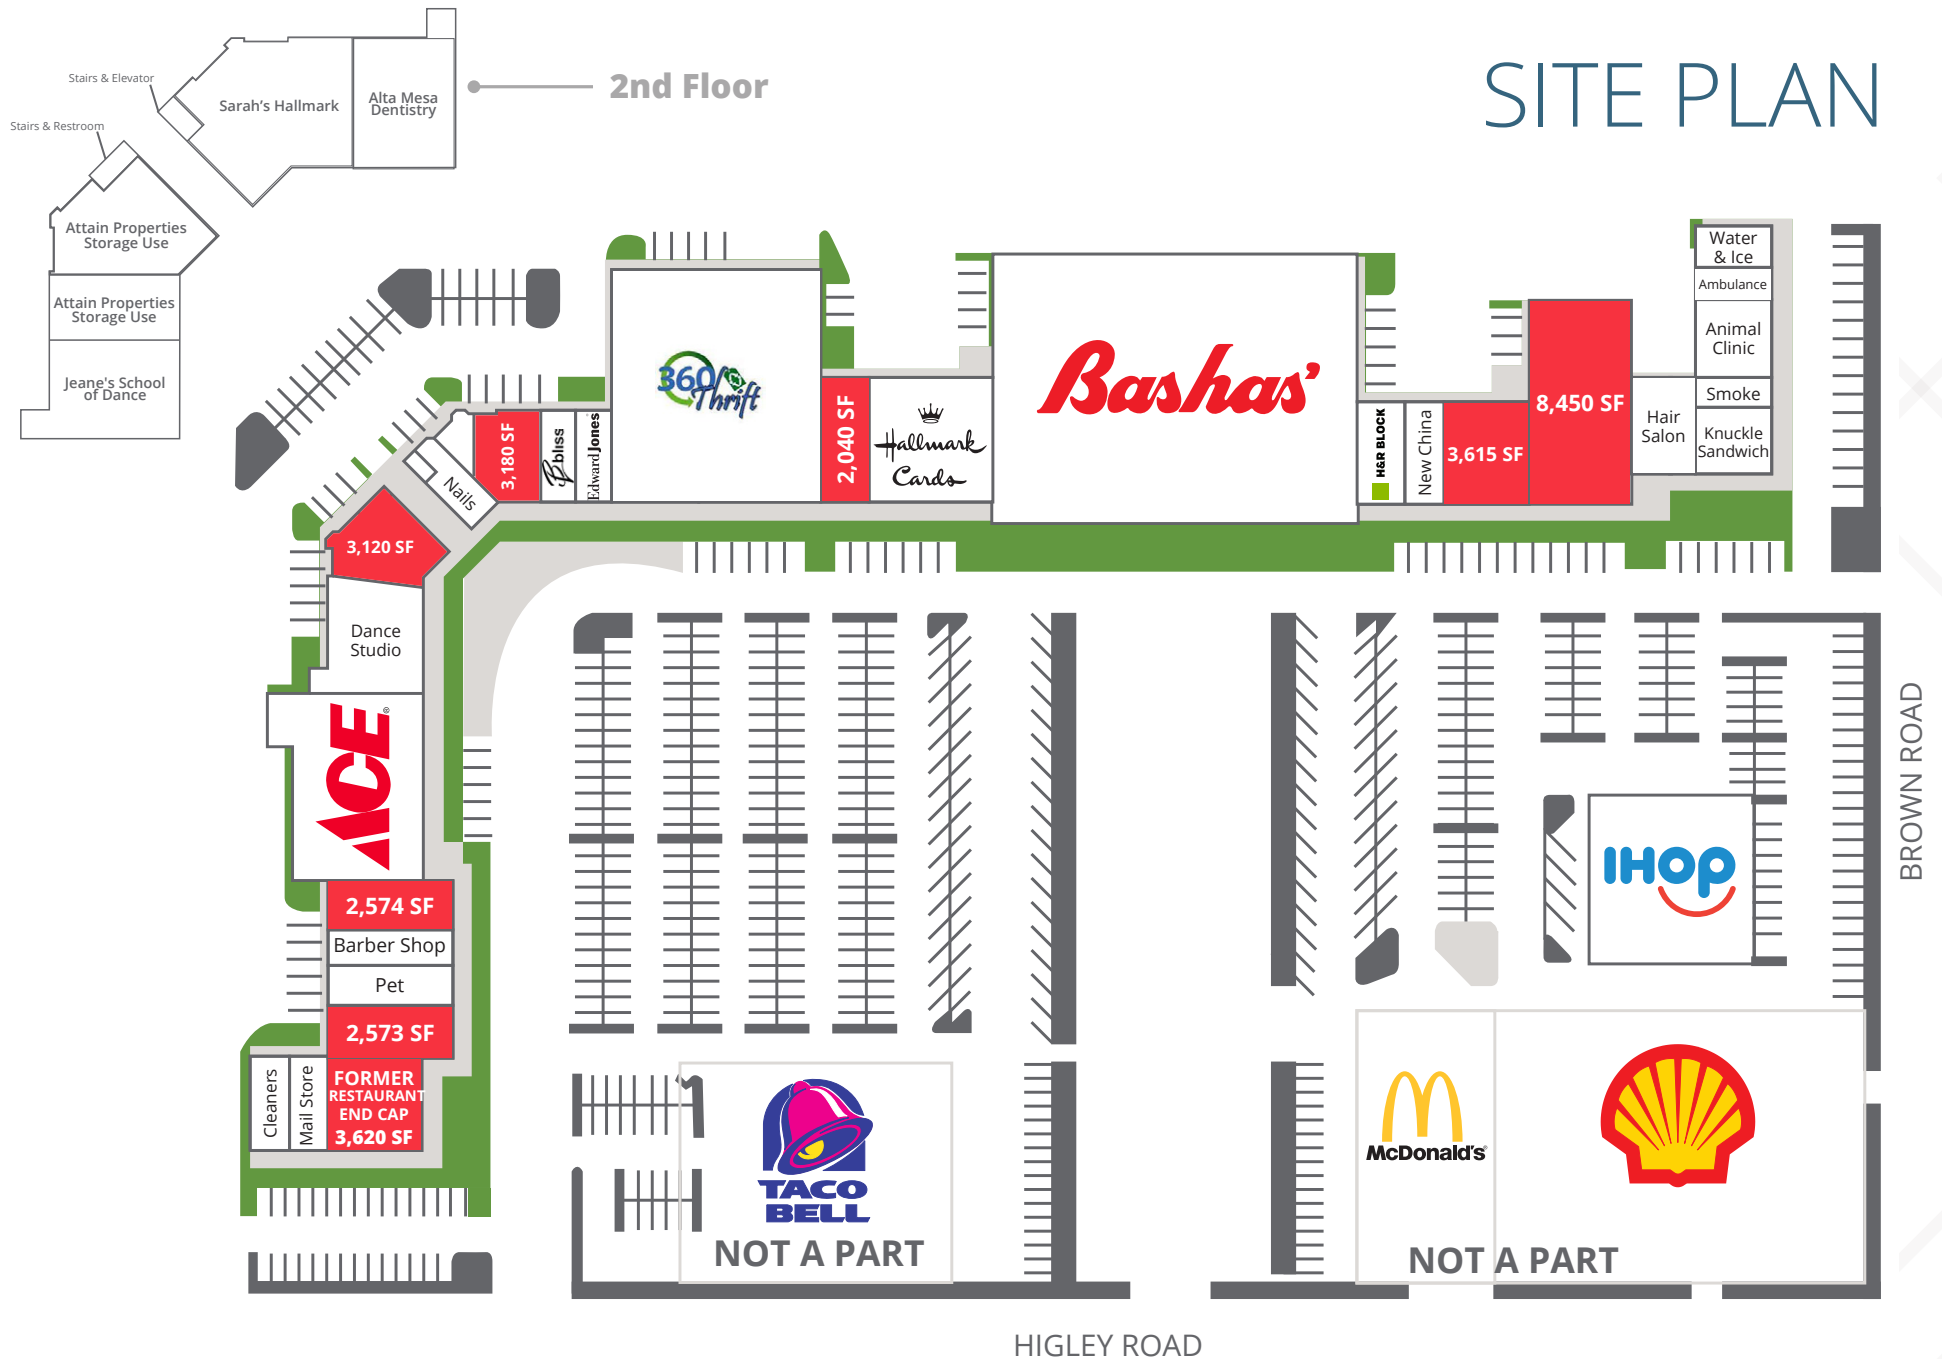 SITE PLAN
2nd Floor
Stairs & Elevator
Stairs & Restroom
Sarah's Hallmark
Alta Mesa
Dentistry
Attain Properties
Storage Use
Attain Properties
Storage Use
Jeane's School
of Dance
360
Thrift
2,040 SF
Hallmark
Cards
Bashas'
H&R BLOCK
New China
3,615 SF
8,450 SF
Hair
Salon
Water
& Ice
Ambulance
Animal
Clinic
Smoke
Knuckle
Sandwich
Nails
3,180 SF
B bliss
Edward Jones
3,120 SF
Dance
Studio
ACE®
2,574 SF
Barber Shop
Pet
2,573 SF
Cleaners
Mail Store
FORMER
RESTAURANT
END CAP
3,620 SF
IHOP
BROWN ROAD
TACO
BELL
NOT A PART
McDonald's®
NOT A PART
HIGLEY ROAD